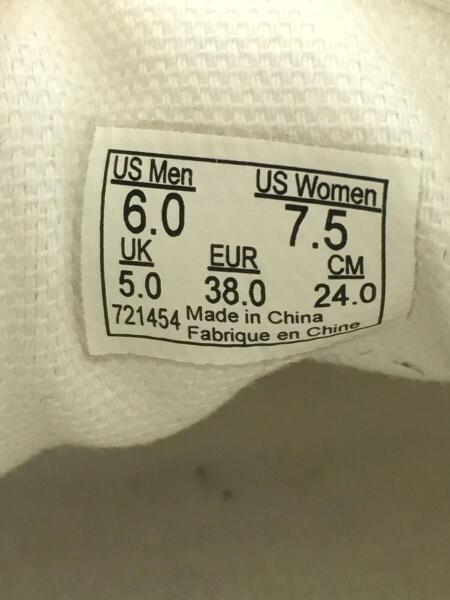 US Men US Women
6.0 7.5
UK EUR CM
5.0 38.0 24.0
721454 Made in China
Fabrique en Chine